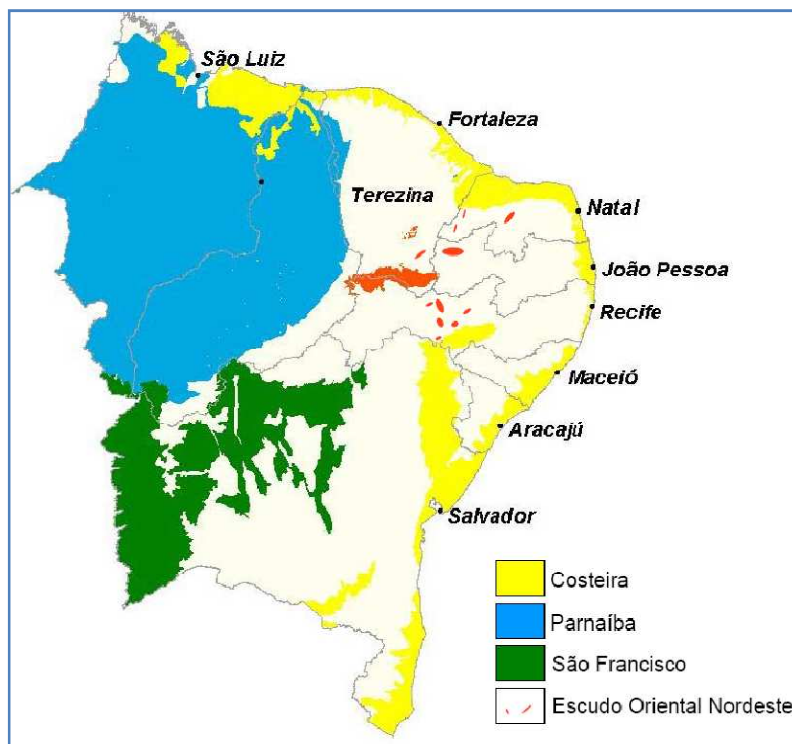 São Luiz
Fortaleza
Terezina
Natal
João Pessoa
Recife
Maceió
Aracajú
Salvador
Costeira
Parnaíba
São Francisco
Escudo Oriental Nordeste